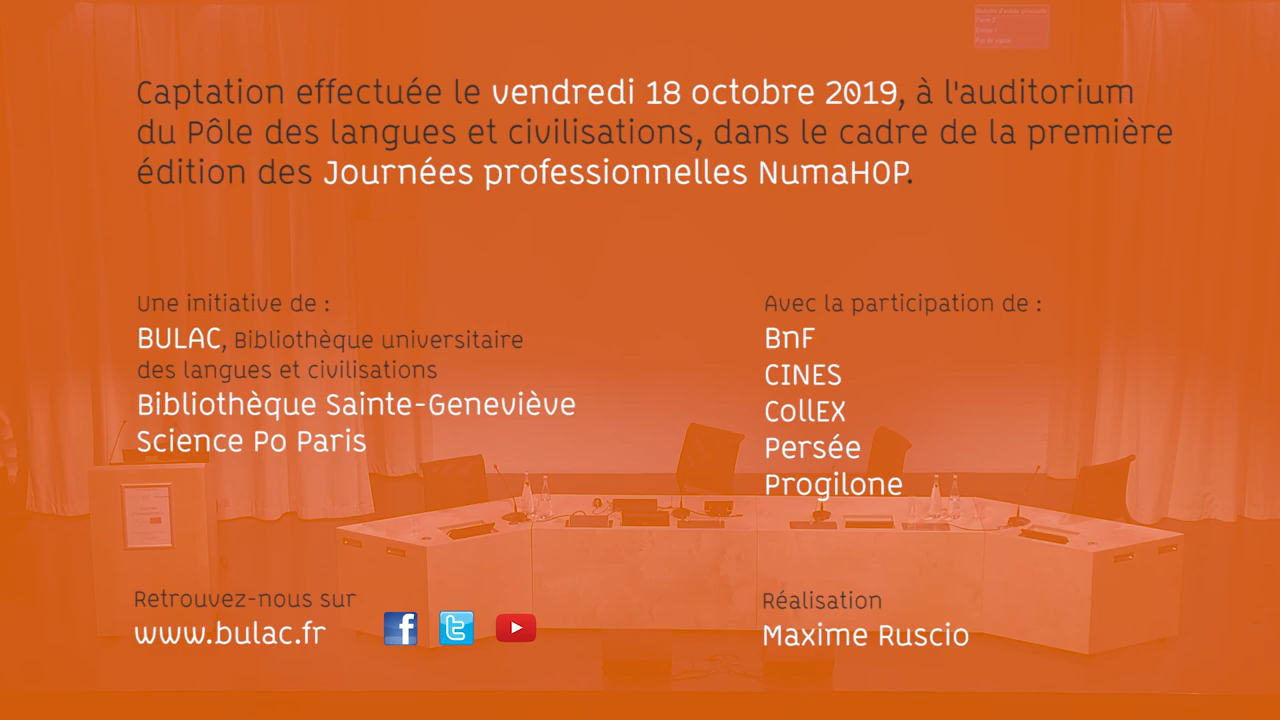 Captation effectuée le vendredi 18 octobre 2019, à l'auditorium
du Pôle des langues et civilisations, dans le cadre de la première
édition des Journées professionnelles NumaHOP.
Une initiative de :
BULAC, Bibliothèque universitaire
des langues et civilisations
Bibliothèque Sainte-Geneviève
Science Po Paris
Avec la participation de :
BnF
CINES
CollEX
Persée
Progilone
Retrouvez-nous sur
www.bulac.fr
Réalisation
Maxime Ruscio